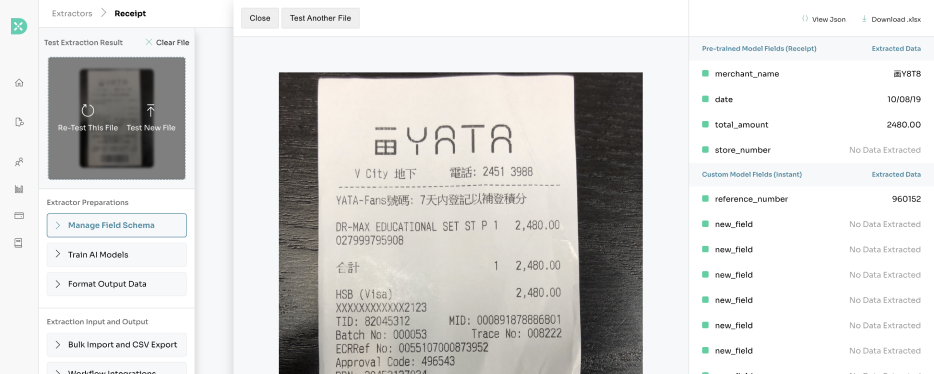 Extractors > Receipt
Test Extraction Result
Clear File
Re-Test This File
Test New File
Extractor Preparations
Manage Field Schema
Train AI Models
Format Output Data
Extraction Input and Output
Bulk Import and CSV Export
Workflow Integrations
Close
Test Another File
YATA
V City 地下 電話: 2451 3988
YATA-Fans號碼: 7天內登記以補登積分
DR-MAX EDUCATIONAL SET ST P 1 2,480.00
027999795908
合計 1 2,480.00
HSB (Visa) 2,480.00
XXXXXXXXXXXX2123
TID: 82045312 MID: 000891878886801
Batch No: 000053 Trace No: 008222
ECRRef No: 0055107000873952
Approval Code: 496543
View Json
Download .xlsx
Pre-trained Model Fields (Receipt) Extracted Data
merchant_name 畐Y8T8
date 10/08/19
total_amount 2480.00
store_number No Data Extracted
Custom Model Fields (Instant) Extracted Data
reference_number 960152
new_field No Data Extracted
new_field No Data Extracted
new_field No Data Extracted
new_field No Data Extracted
new_field No Data Extracted
new_field No Data Extracted